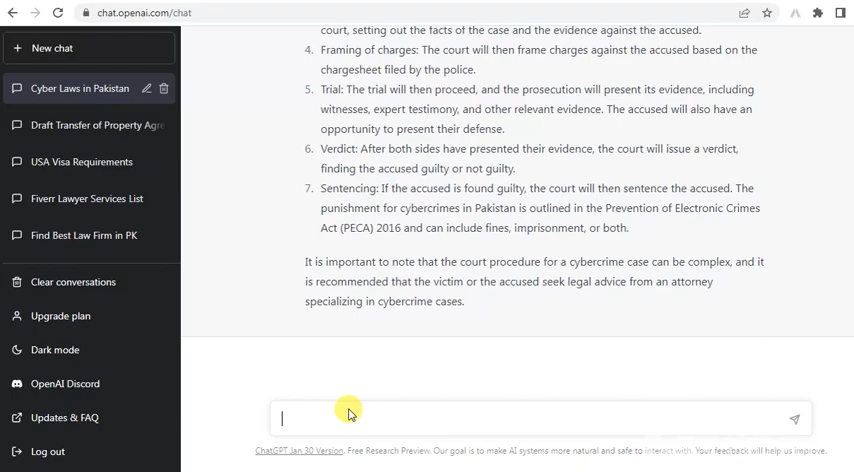 chat.openai.com/chat
New chat
Cyber Laws in Pakistan
Draft Transfer of Property Agre
USA Visa Requirements
Fiverr Lawyer Services List
Find Best Law Firm in PK
Clear conversations
Upgrade plan
Dark mode
OpenAI Discord
Updates & FAQ
Log out
court, setting out the facts of the case and the evidence against the accused.
4. Framing of charges: The court will then frame charges against the accused based on the
chargesheet filed by the police.
5. Trial: The trial will then proceed, and the prosecution will present its evidence, including
witnesses, expert testimony, and other relevant evidence. The accused will also have an
opportunity to present their defense.
6. Verdict: After both sides have presented their evidence, the court will issue a verdict,
finding the accused guilty or not guilty.
7. Sentencing: If the accused is found guilty, the court will then sentence the accused. The
punishment for cybercrimes in Pakistan is outlined in the Prevention of Electronic Crimes
Act (PECA) 2016 and can include fines, imprisonment, or both.
It is important to note that the court procedure for a cybercrime case can be complex, and it
is recommended that the victim or the accused seek legal advice from an attorney
specializing in cybercrime cases.
ChatGPT Jan 30 Version. Free Research Preview. Our goal is to make AI systems more natural and safe to interact with. Your feedback will help us improve.